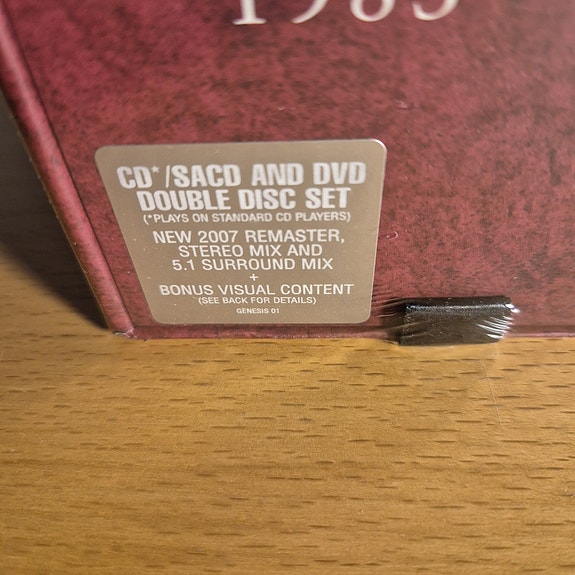 1983
CD*/SACD AND DVD
DOUBLE DISC SET
(*PLAYS ON STANDARD CD PLAYERS)
NEW 2007 REMASTER,
STEREO MIX AND
5.1 SURROUND MIX
+
BONUS VISUAL CONTENT
(SEE BACK FOR DETAILS)
GENESIS 01